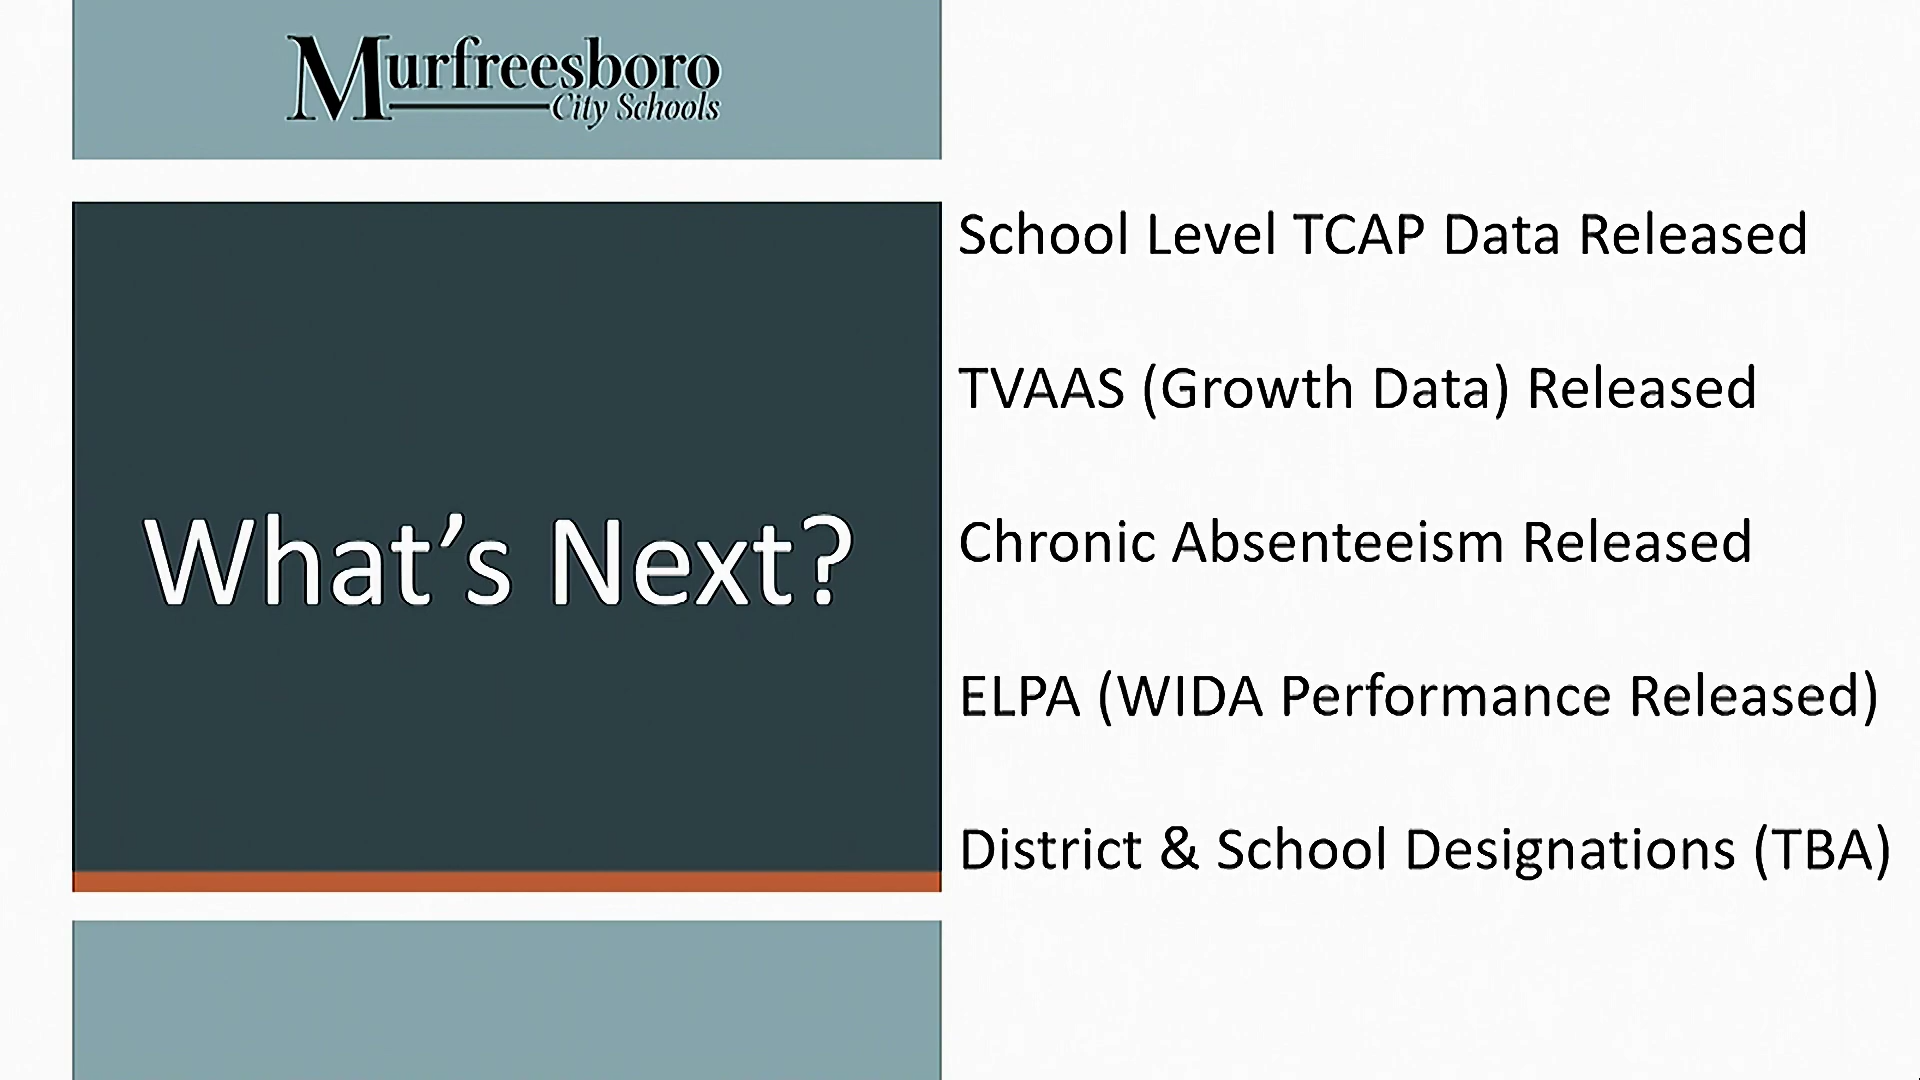 Murfreesboro
City Schools
What’s Next?
School Level TCAP Data Released
TVAAS (Growth Data) Released
Chronic Absenteeism Released
ELPA (WIDA Performance Released)
District & School Designations (TBA)